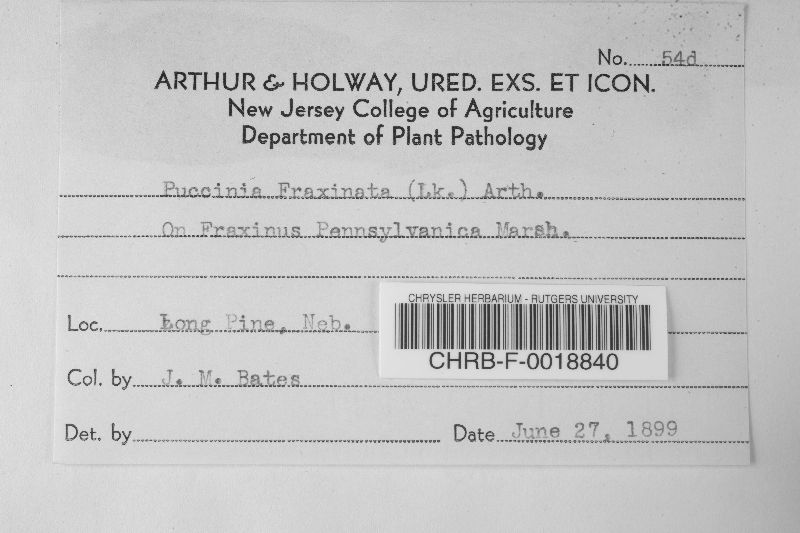 No. 54d
ARTHUR & HOLWAY, URED. EXS. ET ICON.
New Jersey College of Agriculture
Department of Plant Pathology
Puccinia Fraxinata (Lk.) Arth.
On Fraxinus Pennsylvanica Marsh.
Loc. Long Pine, Neb.
CHRYSLER HERBARIUM - RUTGERS UNIVERSITY
CHRB-F-0018840
Col. by J. M. Bates
Det. by Date June 27, 1899